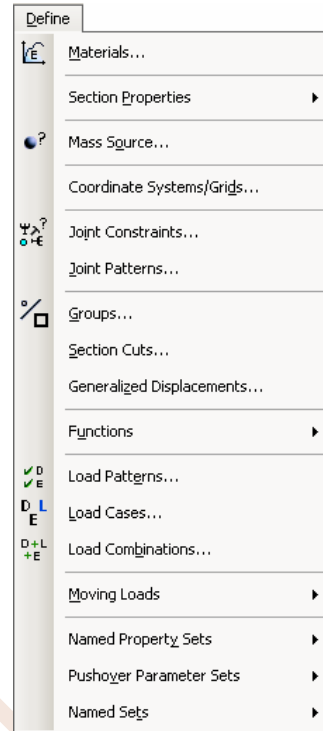 Define
Materials...
Section Properties
Mass Source...
Coordinate Systems/Grids...
Joint Constraints...
Joint Patterns...
Groups...
Section Cuts...
Generalized Displacements...
Functions
Load Patterns...
Load Cases...
Load Combinations...
Moving Loads
Named Property Sets
Pushover Parameter Sets
Named Sets